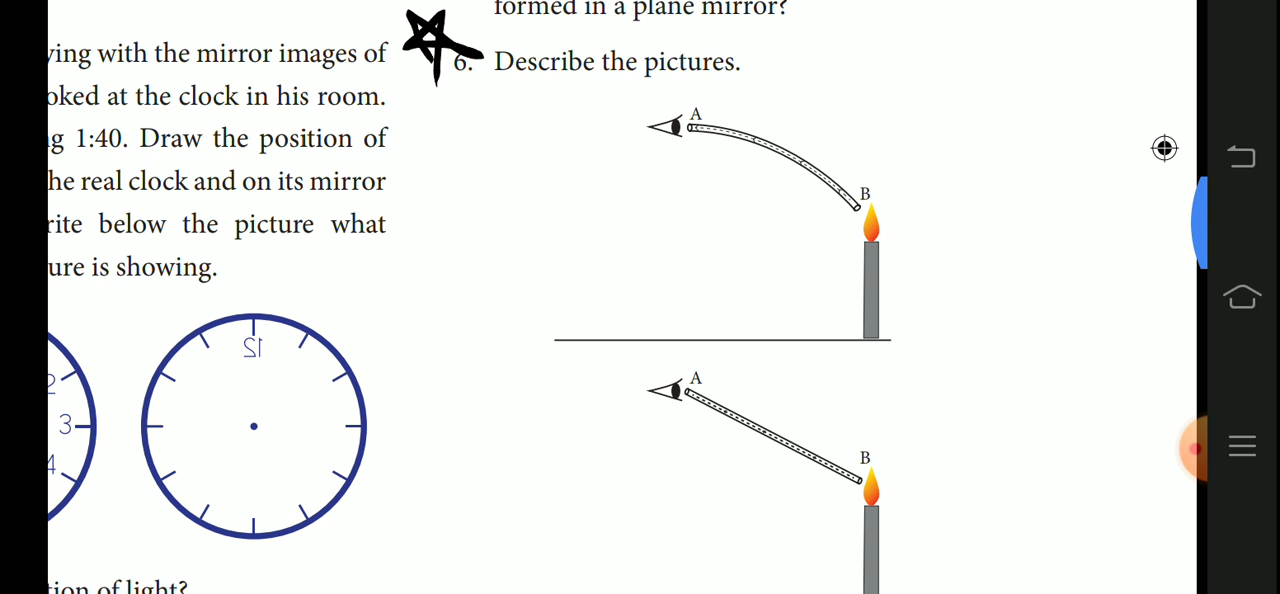 formed in a plane mirror?
ying with the mirror images of
oked at the clock in his room.
g 1:40. Draw the position of
he real clock and on its mirror
rite below the picture what
ure is showing.
6. Describe the pictures.
A
B
A
B
12
2
3
4
tion of light?